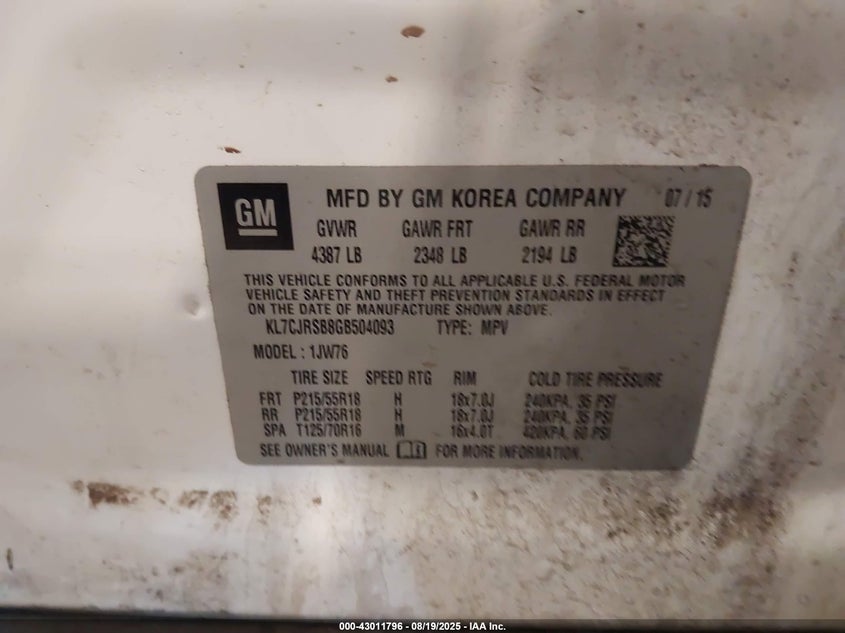 GM
MFD BY GM KOREA COMPANY 07 / 15
GVWR GAWR FRT GAWR RR
4387 LB 2348 LB 2194 LB
THIS VEHICLE CONFORMS TO ALL APPLICABLE U.S. FEDERAL MOTOR
VEHICLE SAFETY AND THEFT PREVENTION STANDARDS IN EFFECT
ON THE DATE OF MANUFACTURE SHOWN ABOVE.
KL7CJRSB8GB504093 TYPE: MPV
MODEL : 1JW76
TIRE SIZE SPEED RTG RIM COLD TIRE PRESSURE
FRT P215/55R18 H 18x7.0J 240KPA, 35 PSI
RR P215/55R18 H 18x7.0J 240KPA, 35 PSI
SPA T125/70R16 M 16x4.0T 420KPA, 60 PSI
SEE OWNER'S MANUAL FOR MORE INFORMATION.
000-43011796 - 08/19/2025 - IAA Inc.